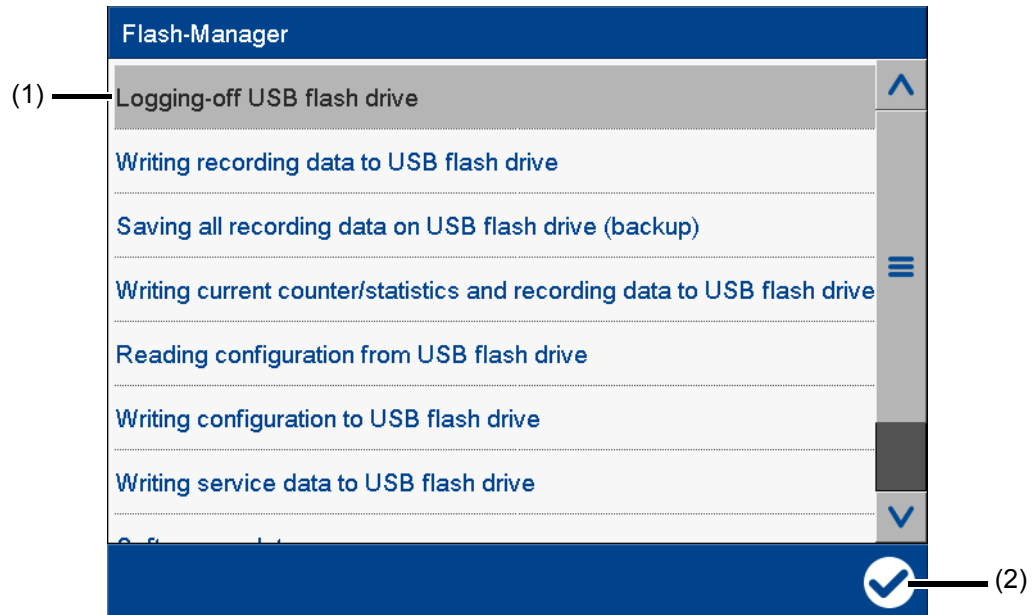 Flash-Manager
(1)
Logging-off USB flash drive
Writing recording data to USB flash drive
Saving all recording data on USB flash drive (backup)
Writing current counter/statistics and recording data to USB flash drive
Reading configuration from USB flash drive
Writing configuration to USB flash drive
Writing service data to USB flash drive
(2)